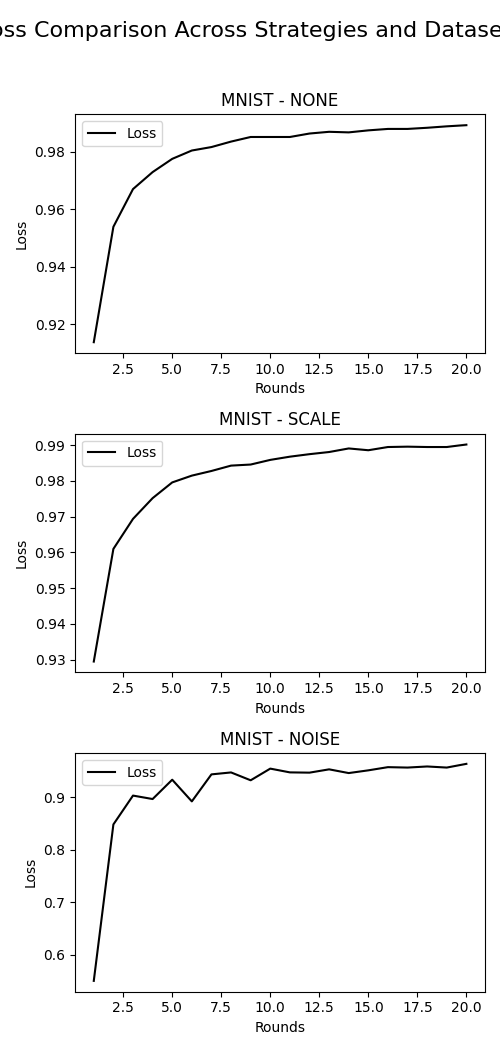 oss Comparison Across Strategies and Datase
MNIST - NONE
Loss
0.98
0.96
0.94
0.92
Loss
2.5 5.0 7.5 10.0 12.5 15.0 17.5 20.0
Rounds
MNIST - SCALE
Loss
0.99
0.98
0.97
0.96
0.95
0.94
0.93
Loss
2.5 5.0 7.5 10.0 12.5 15.0 17.5 20.0
Rounds
MNIST - NOISE
Loss
0.9
0.8
0.7
0.6
Loss
2.5 5.0 7.5 10.0 12.5 15.0 17.5 20.0
Rounds